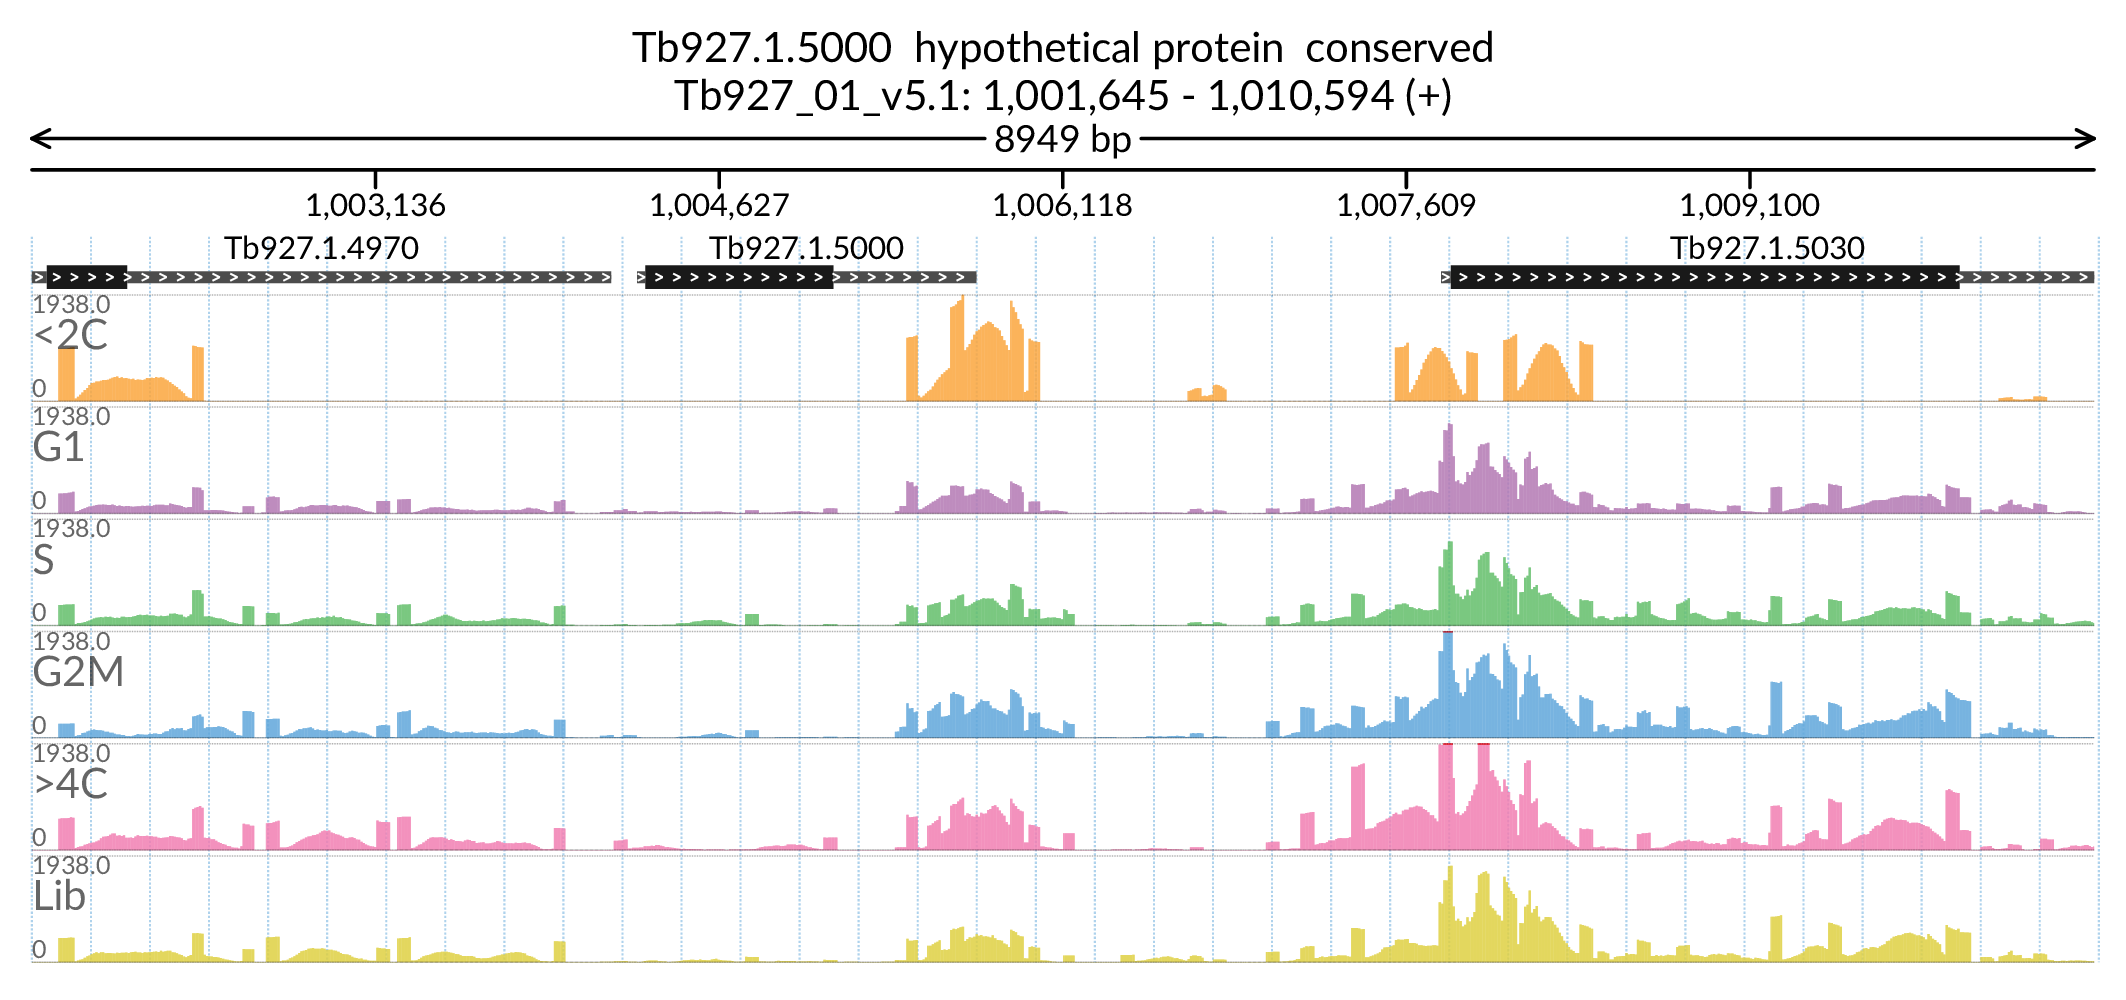 Tb927.1.5000  hypothetical protein  conserved
Tb927_01_v5.1: 1,001,645 - 1,010,594 (+)
8949 bp
1,003,136 1,004,627 1,006,118 1,007,609 1,009,100
Tb927.1.4970 Tb927.1.5000 Tb927.1.5030
1938.0
<2C
0
1938.0
G1
0
1938.0
S
0
1938.0
G2M
0
1938.0
>4C
0
1938.0
Lib
0